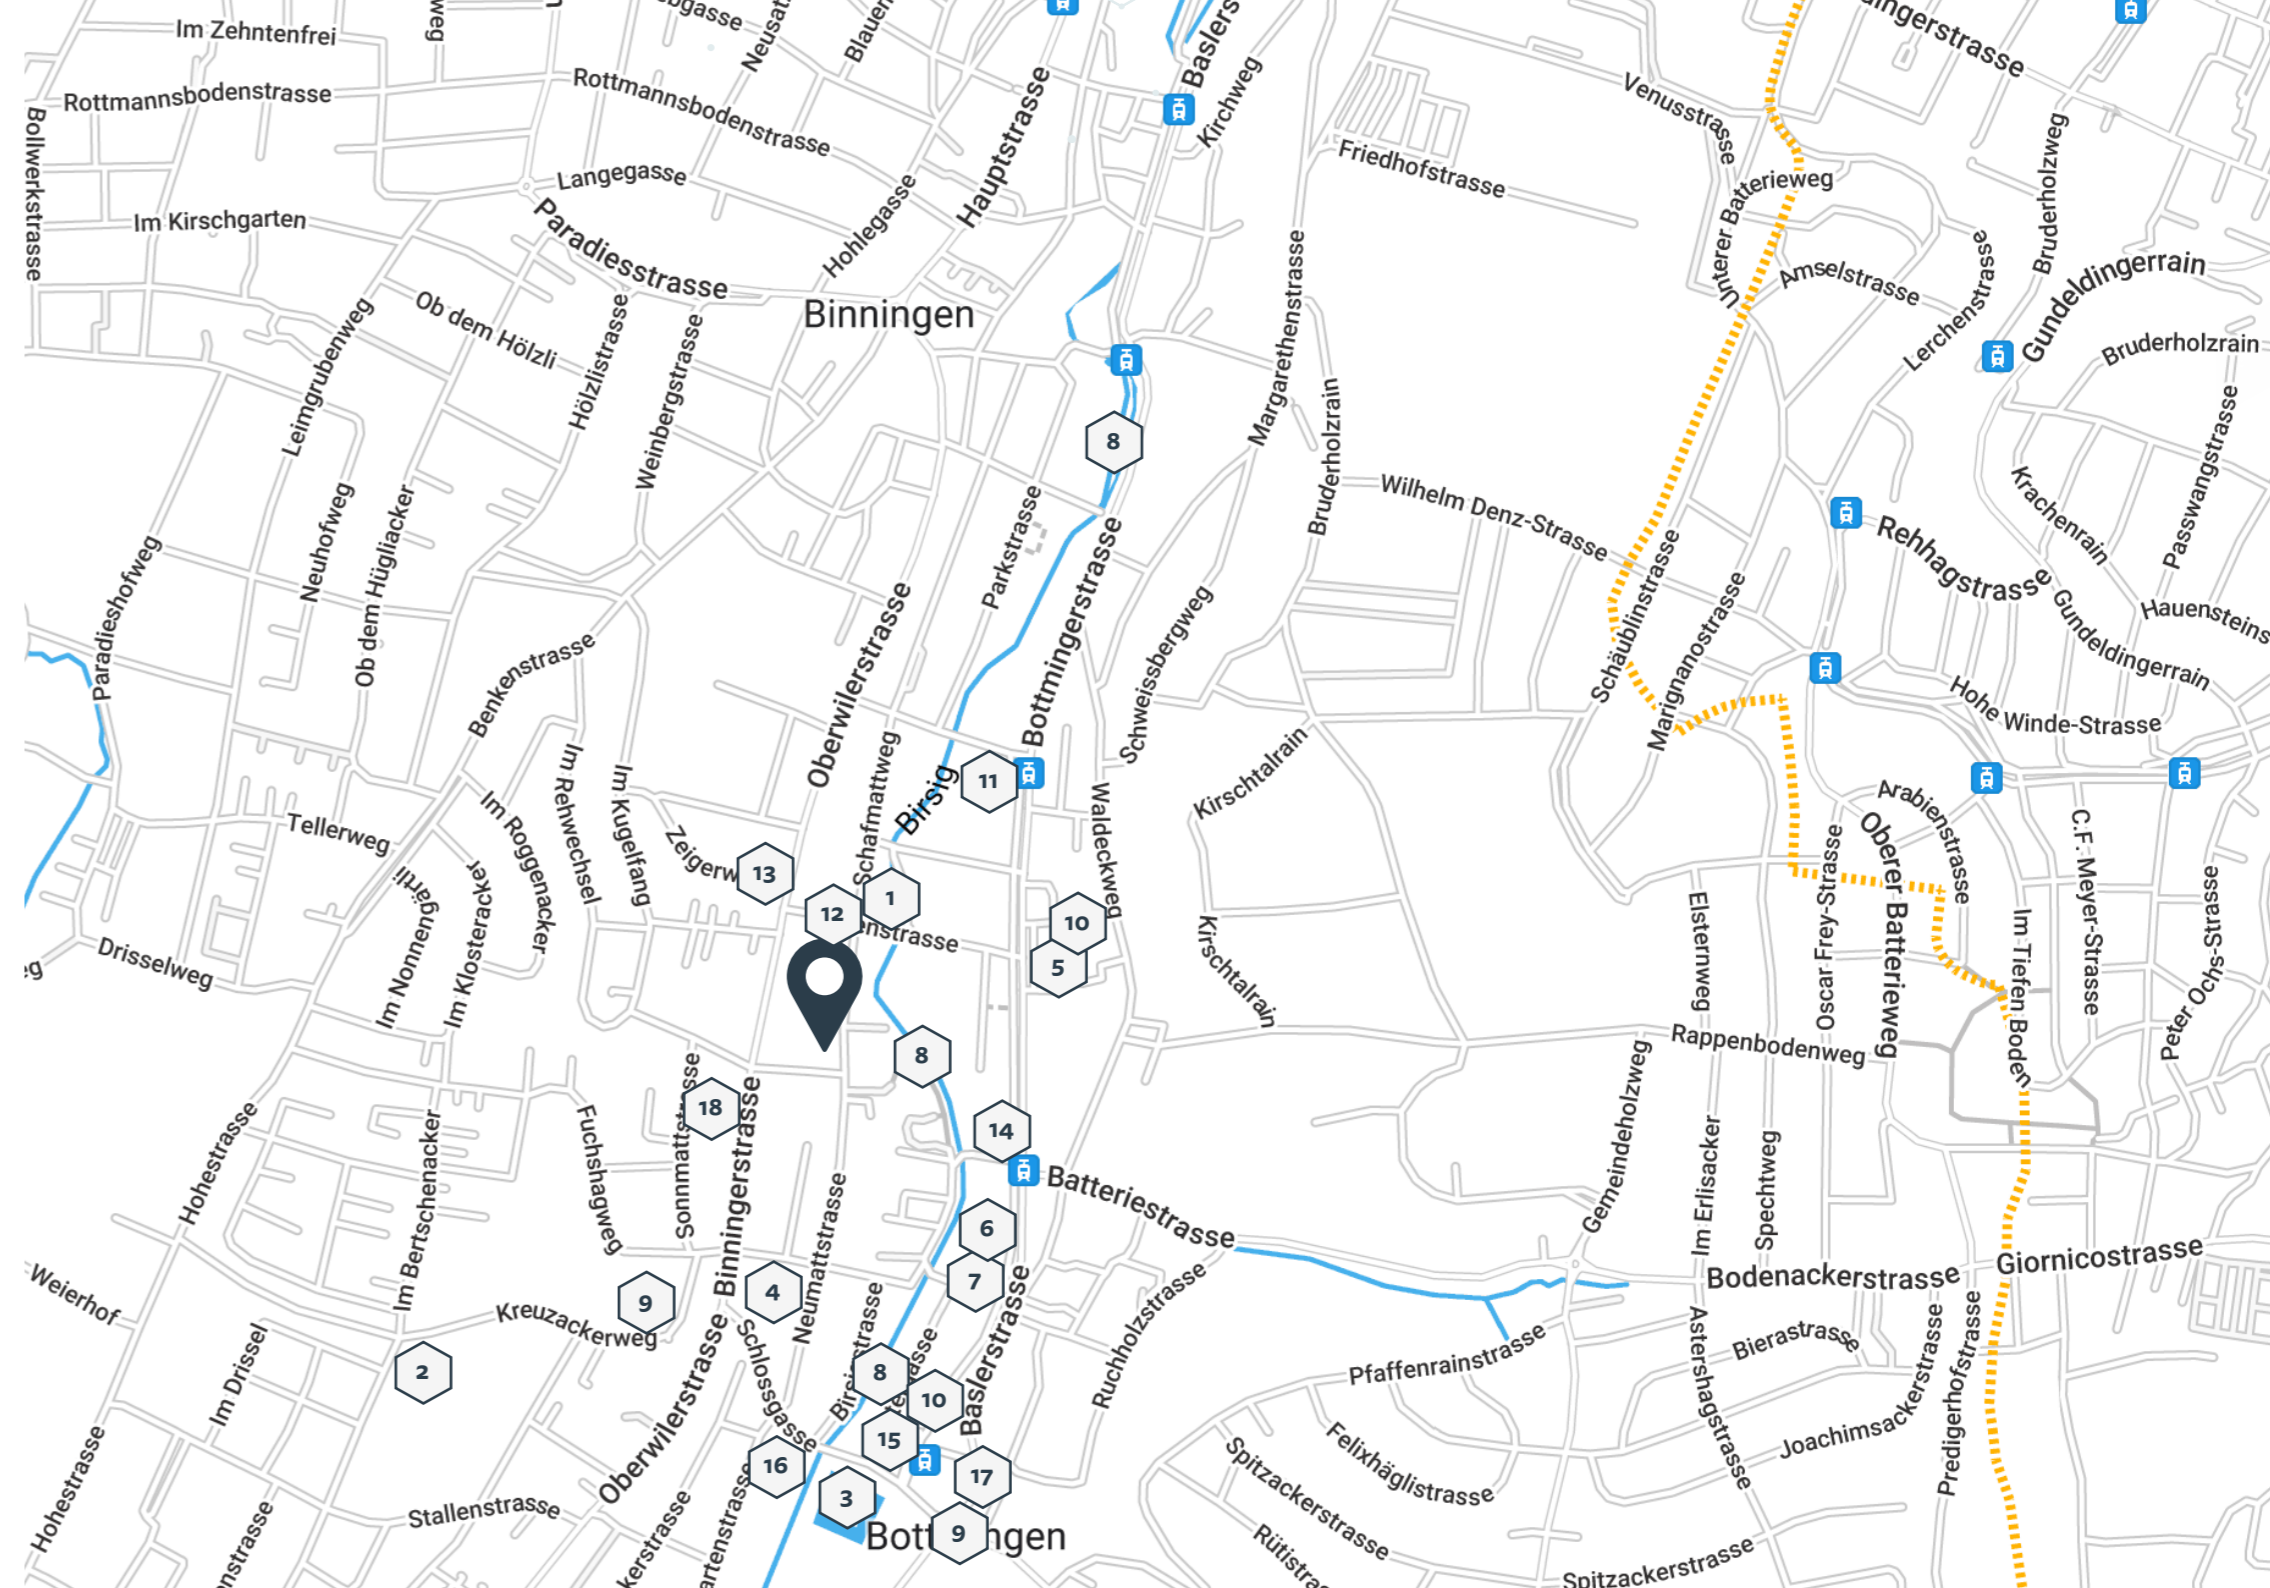 Im Zehntenfrei
Rottmannsbodenstrasse
Rottmannsbodenstrasse
Bollwerkstrasse
Langegasse
Im Kirschgarten
Paradiesstrasse
Hohlegasse
Hauptstrasse
Kirchweg
Friedhofstrasse
Venusstrasse
Unterer Batterieweg
Bruderholzweg
Amselstrasse
Lerchenstrasse
Gundeldingerrain
Bruderholzrain
Binningen
Ob dem Hölzli
Leimgrubenweg
Hölzlistrasse
Weinbergstrasse
Margarethenstrasse
Bruderholzrain
8
Wilhelm Denz-Strasse
Rehhagstrasse
Krachenrain
Passwangstrasse
Neuhofweg
Ob dem Hügliacker
Paradieshofweg
Parkstrasse
Bottmingerstrasse
Oberwilerstrasse
Schweissbergweg
Schäublinstrasse
Marignanostrasse
Gundeldingerrain
Hohe Winde-Strasse
Benkenstrasse
Im Rehwechsel
Im Kugelfang
Schafmattweg
Birsig
11
Waldeckweg
Kirschtalrain
Arabienstrasse
Oberer Batterieweg
C.F.-Meyer-Strasse
Tellerweg
Im Roggenacker
13
12
1
10
5
Kirschtalrain
Elsternweg
Oscar Frey-Strasse
Im Tiefen Boden
Peter Ochs-Strasse
Drisselweg
Im Nonnengärtli
Im Klosteracker
8
Rappenbodenweg
Hohestrasse
Im Bertschenacker
Fuchshagweg
18
Binningerstrasse
14
Batteriestrasse
Gemeindeholzweg
Im Erlisacker
Spechtweg
6
7
Neumattstrasse
Bodenackerstrasse
Giornicostrasse
Weierhof
Im Drissel
Kreuzackerweg
9
4
2
Schlossgasse
8
10
15
Baslerstrasse
Ruchholzstrasse
Pfaffenrainstrasse
Astershagstrasse
Bierastrasse
Joachimsackerstrasse
Predigerhofstrasse
Hohestrasse
Stallenstrasse
Oberwilerstrasse
16
3
17
9
Felixhäglistrasse
Spitzackerstrasse
Spitzackerstrasse